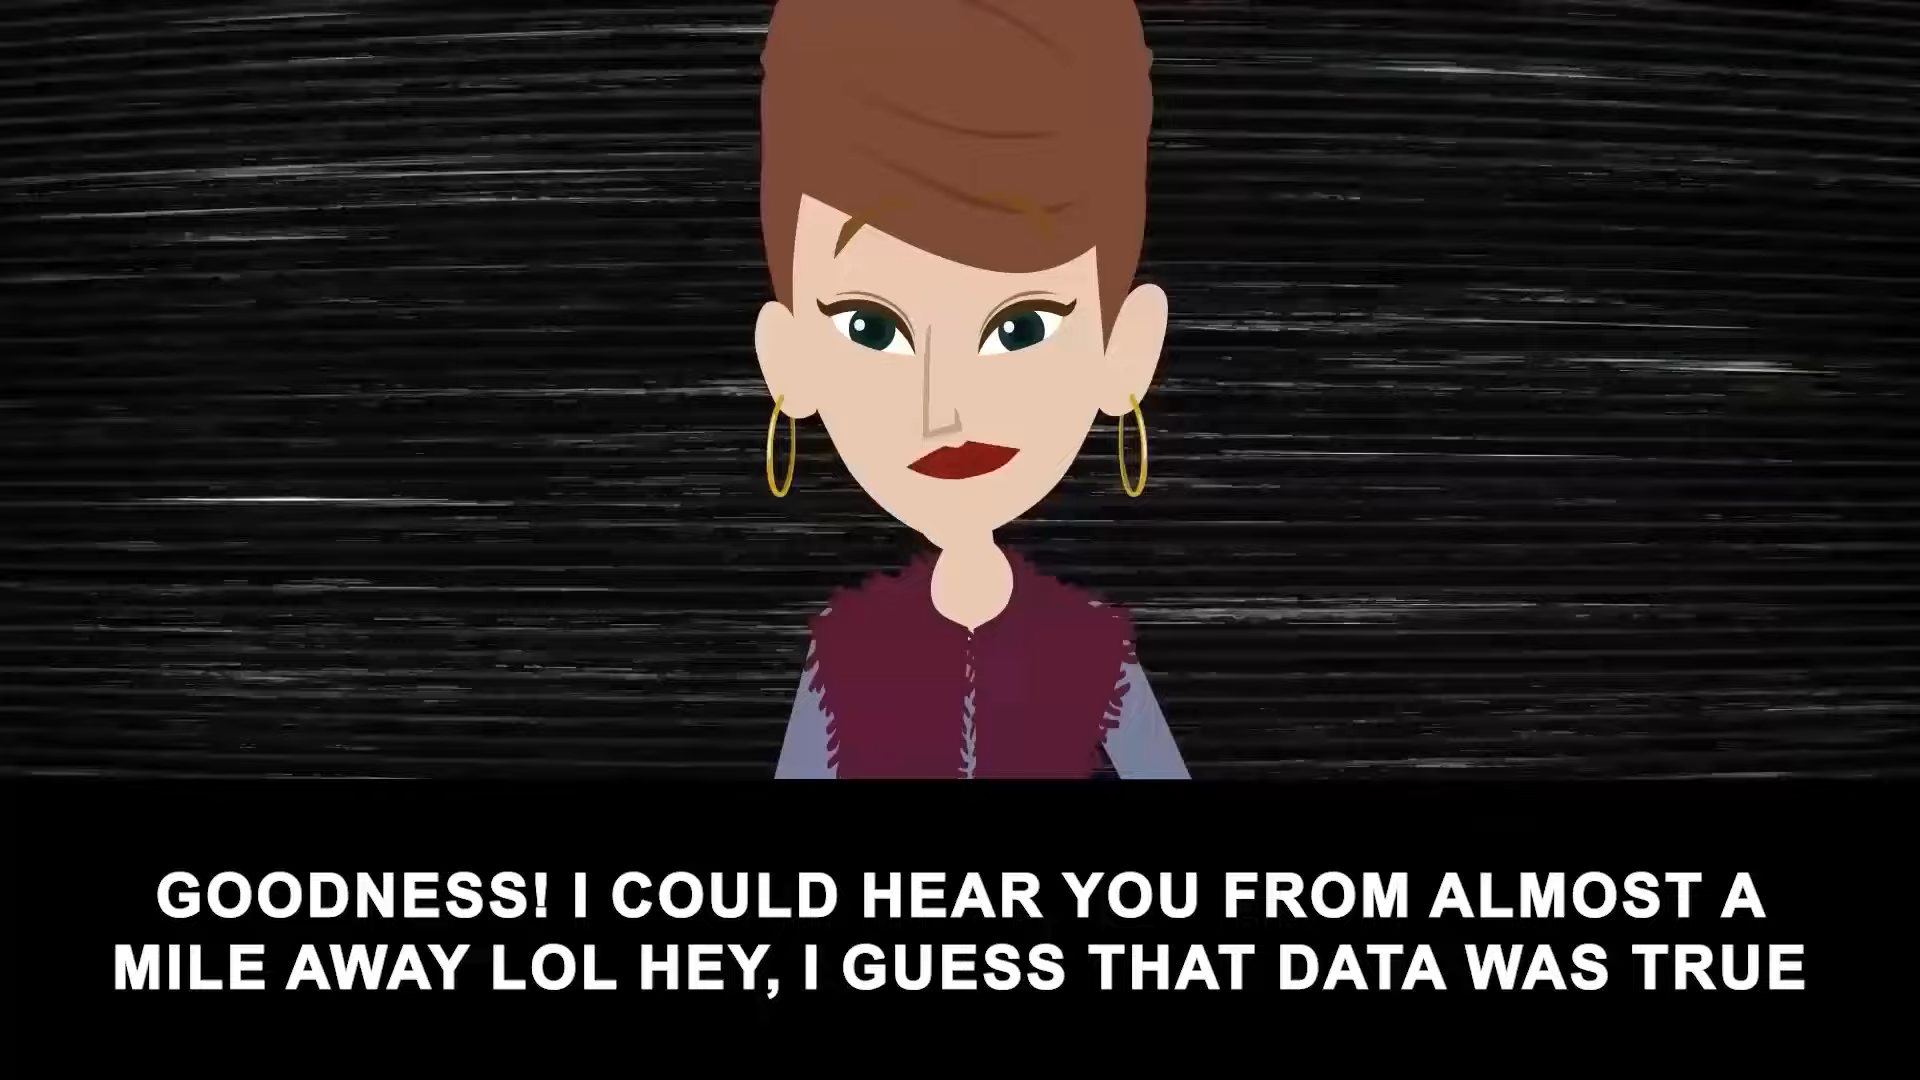 GOODNESS! I COULD HEAR YOU FROM ALMOST A
MILE AWAY LOL HEY, I GUESS THAT DATA WAS TRUE